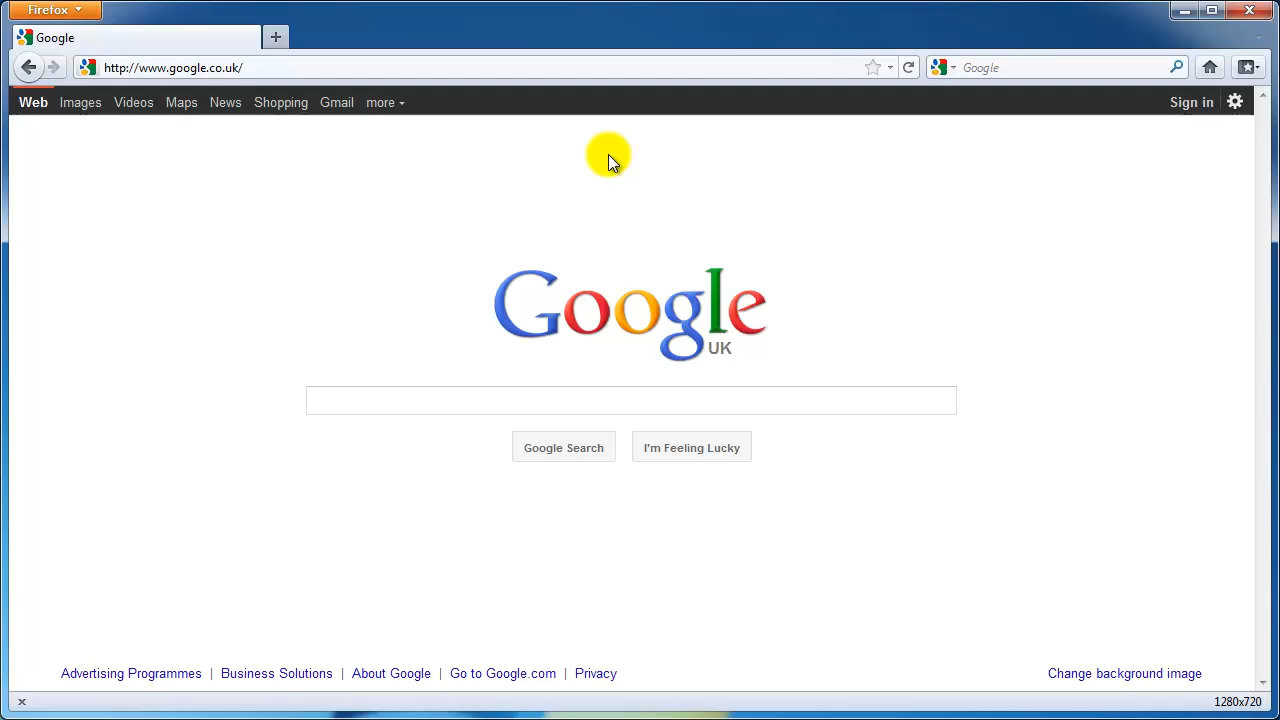 Firefox
Google
http://www.google.co.uk/
Google
Web Images Videos Maps News Shopping Gmail more
Sign in
Google
UK
Google Search
I'm Feeling Lucky
Advertising Programmes | Business Solutions | About Google | Go to Google.com | Privacy
Change background image
x
1280x720